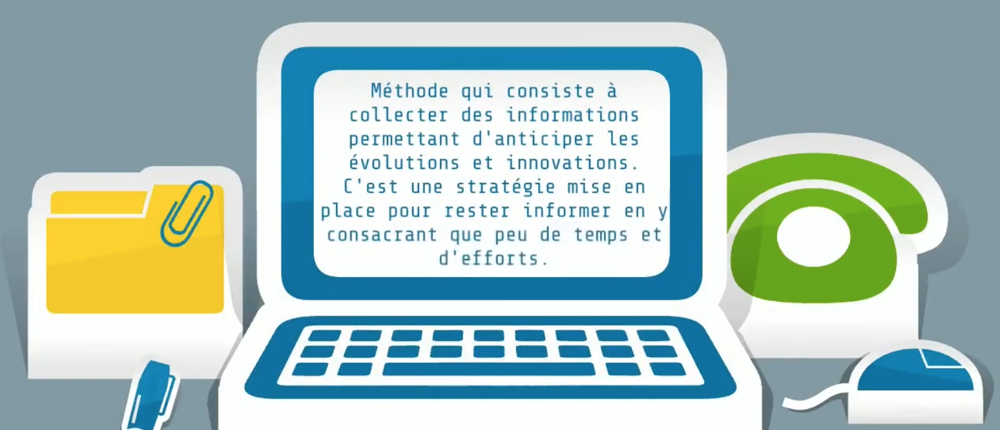 Méthode qui consiste à
collecter des informations
permettant d'anticiper les
évolutions et innovations.
C'est une stratégie mise en
place pour rester informer en y
consacrant que peu de temps et
d'efforts.